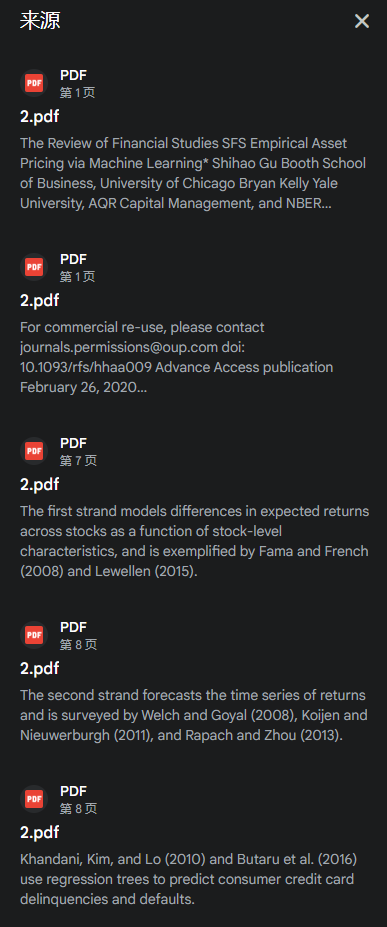 来源
PDF
PDF
第 1 页
2.pdf
The Review of Financial Studies SFS Empirical Asset
Pricing via Machine Learning* Shihao Gu Booth School
of Business, University of Chicago Bryan Kelly Yale
University, AQR Capital Management, and NBER...
PDF
PDF
第 1 页
2.pdf
For commercial re-use, please contact
journals.permissions@oup.com doi:
10.1093/rfs/hhaa009 Advance Access publication
February 26, 2020...
PDF
PDF
第 7 页
2.pdf
The first strand models differences in expected returns
across stocks as a function of stock-level
characteristics, and is exemplified by Fama and French
(2008) and Lewellen (2015).
PDF
PDF
第 8 页
2.pdf
The second strand forecasts the time series of returns
and is surveyed by Welch and Goyal (2008), Koijen and
Nieuwerburgh (2011), and Rapach and Zhou (2013).
PDF
PDF
第 8 页
2.pdf
Khandani, Kim, and Lo (2010) and Butaru et al. (2016)
use regression trees to predict consumer credit card
delinquencies and defaults.